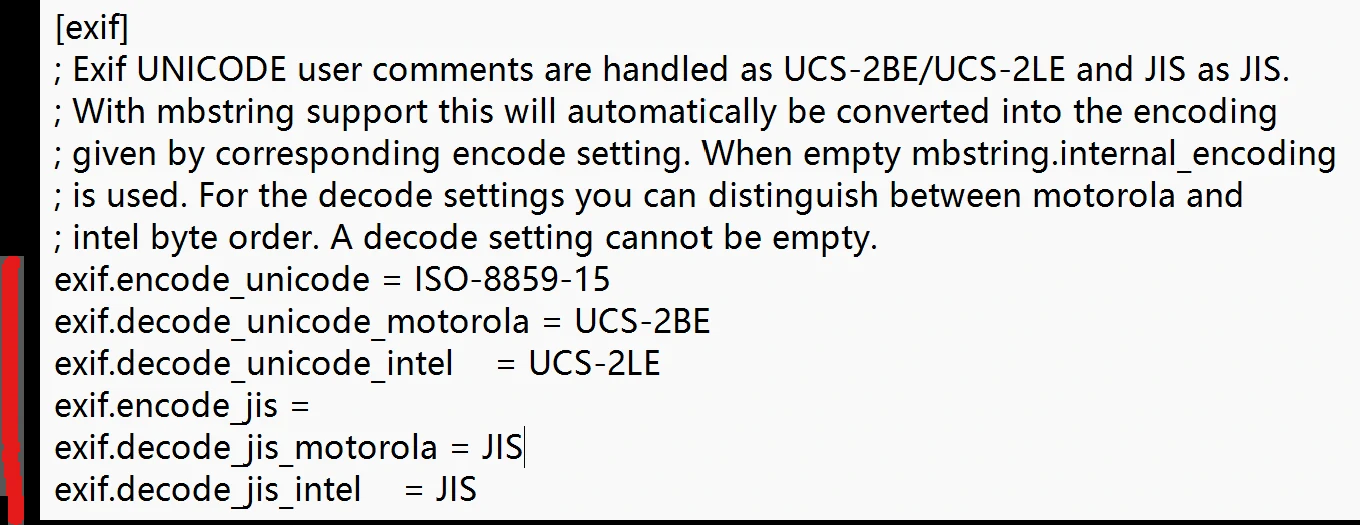 [exif]
; Exif UNICODE user comments are handled as UCS-2BE/UCS-2LE and JIS as JIS.
; With mbstring support this will automatically be converted into the encoding
; given by corresponding encode setting. When empty mbstring.internal_encoding
; is used. For the decode settings you can distinguish between motorola and
; intel byte order. A decode setting cannot be empty.
exif.encode_unicode = ISO-8859-15
exif.decode_unicode_motorola = UCS-2BE
exif.decode_unicode_intel    = UCS-2LE
exif.encode_jis =
exif.decode_jis_motorola = JIS
exif.decode_jis_intel    = JIS